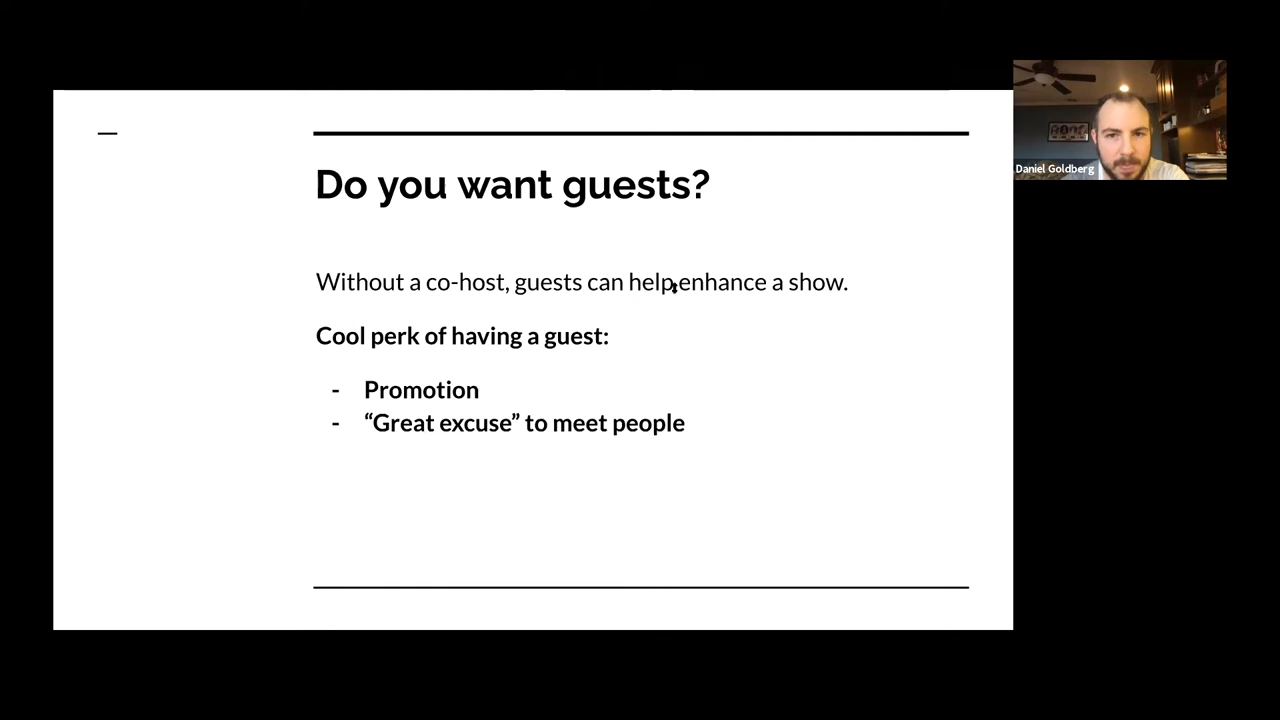 Do you want guests?
Without a co-host, guests can help enhance a show.
Cool perk of having a guest:
- Promotion
- “Great excuse” to meet people
Daniel Goldberg